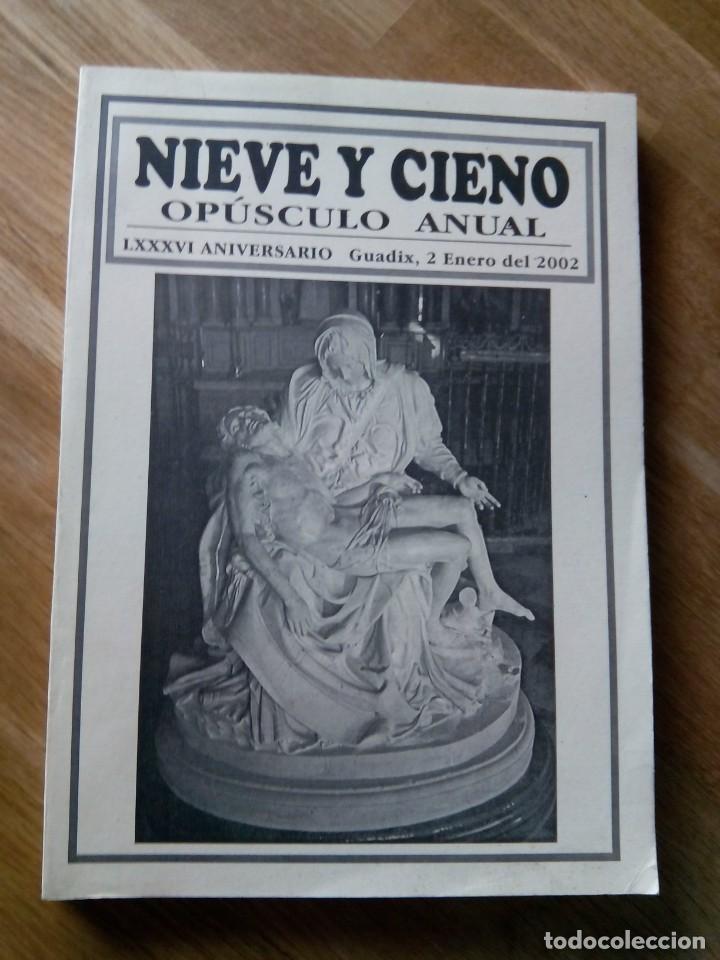 NIEVE Y CIENO
OPÚSCULO ANUAL
LXXXVI ANIVERSARIO Guadix, 2 Enero del 2002
todocoleccion